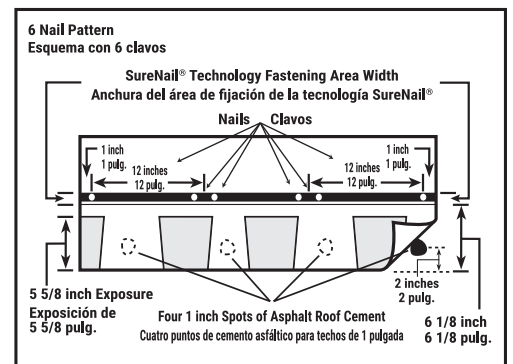 6 Nail Pattern
Esquema con 6 clavos
SureNail® Technology Fastening Area Width
Anchura del área de fijación de la tecnología SureNail®
Nails Clavos
1 inch
1 pulg.
12 inches
12 pulg.
12 inches
12 pulg.
1 inch
1 pulg.
5 5/8 inch Exposure
Exposición de
5 5/8 pulg.
Four 1 inch Spots of Asphalt Roof Cement
Cuatro puntos de cemento asfáltico para techos de 1 pulgada
2 inches
2 pulg.
6 1/8 inch
6 1/8 pulg.